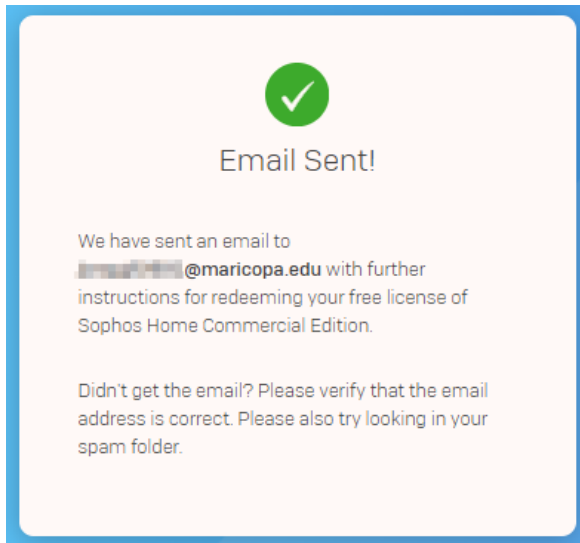 Email Sent!
We have sent an email to
@maricopa.edu with further
instructions for redeeming your free license of
Sophos Home Commercial Edition.
Didn't get the email? Please verify that the email
address is correct. Please also try looking in your
spam folder.